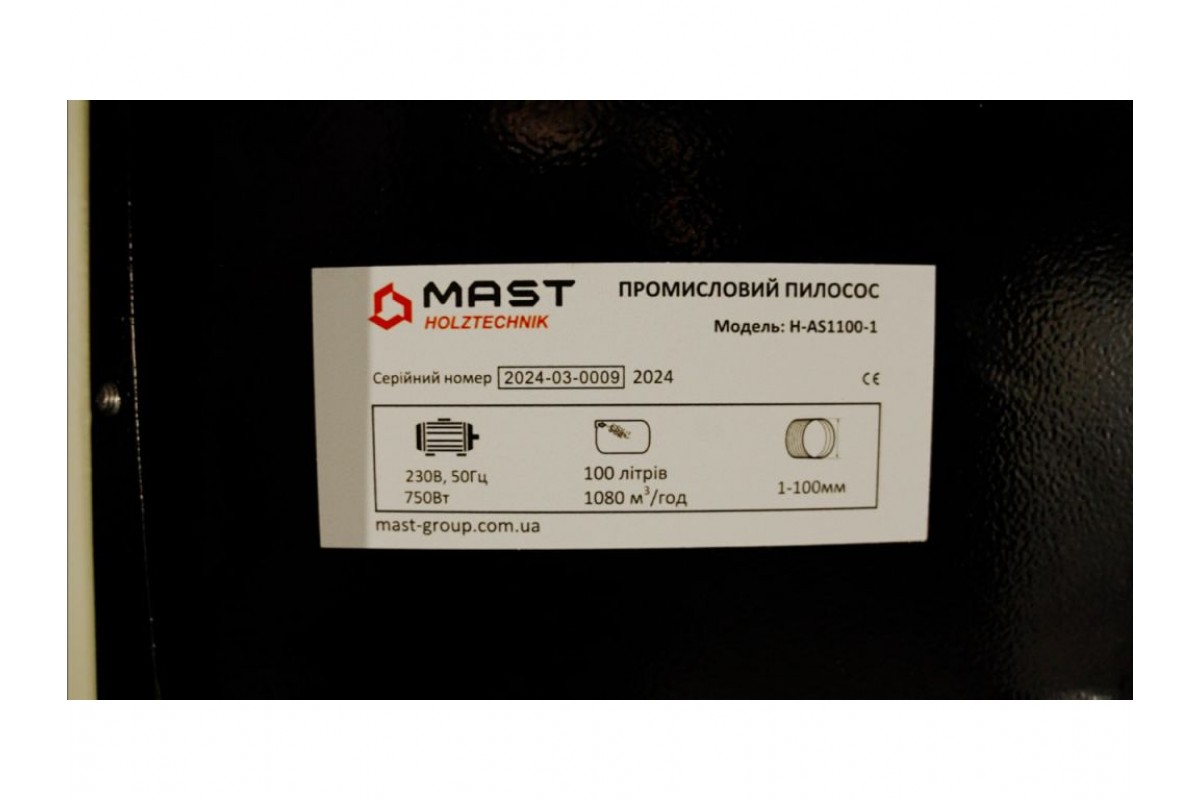 MAST
HOLZTECHNIK
ПРОМИСЛОВИЙ ПИЛОСОС
Модель: H-AS1100-1
Серійний номер 2024-03-0009 2024
CE
230В, 50Гц
750Вт
100 літрів
1080 м³/год
1-100мм
mast-group.com.ua